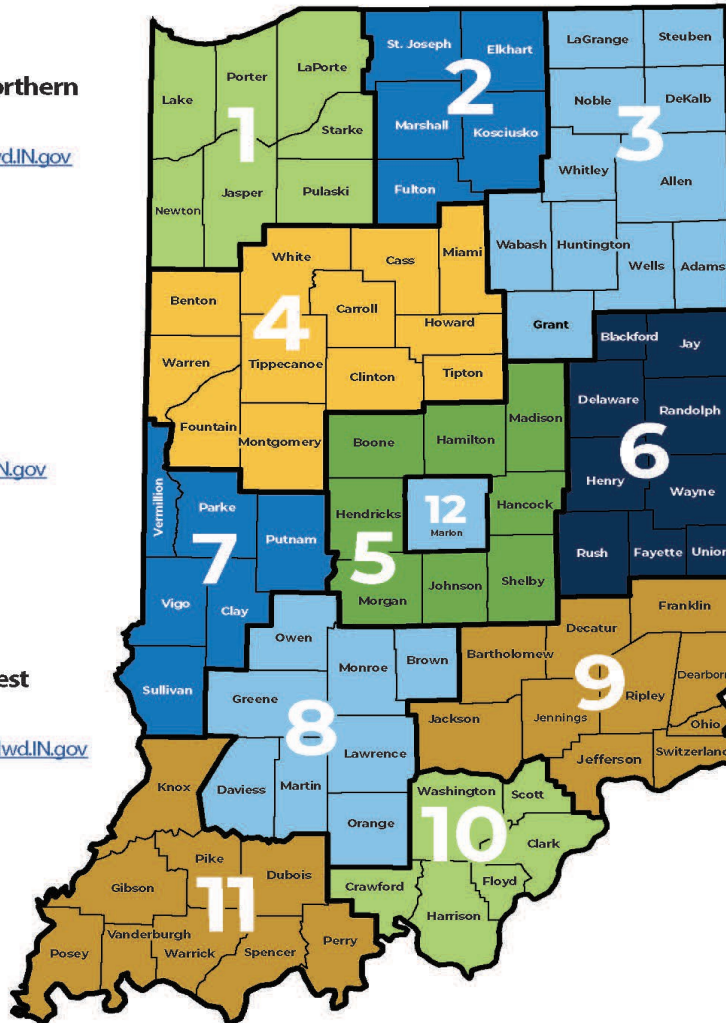 orthern
wd.IN.gov
N.gov
est
lwd.IN.gov
St. Joseph
Elkhart
LaGrange
Steuben
LaPorte
Porter
Lake
2
Noble
DeKalb
1
Starke
Marshall
Kosciusko
3
Whitley
Allen
Jasper
Pulaski
Fulton
Newton
White
Cass
Miami
Wabash
Huntington
Wells
Adams
Benton
Carroll
4
Howard
Grant
Blackford
Jay
Warren
Tippecanoe
Clinton
Tipton
Delaware
Randolph
Fountain
Montgomery
Boone
Hamilton
Madison
6
Henry
Wayne
Vermillion
Parke
Putnam
Hendricks
12
Marion
Hancock
7
5
Rush
Fayette
Union
Vigo
Clay
Morgan
Johnson
Shelby
Franklin
Owen
Monroe
Brown
Bartholomew
Decatur
Dearborn
Sullivan
Greene
8
9
Ripley
Jackson
Jennings
Ohio
Lawrence
Jefferson
Switzerland
Knox
Daviess
Martin
Orange
Washington
Scott
10
Clark
Pike
Gibson
11
Dubois
Crawford
Floyd
Harrison
Posey
Vanderburgh
Warrick
Spencer
Perry